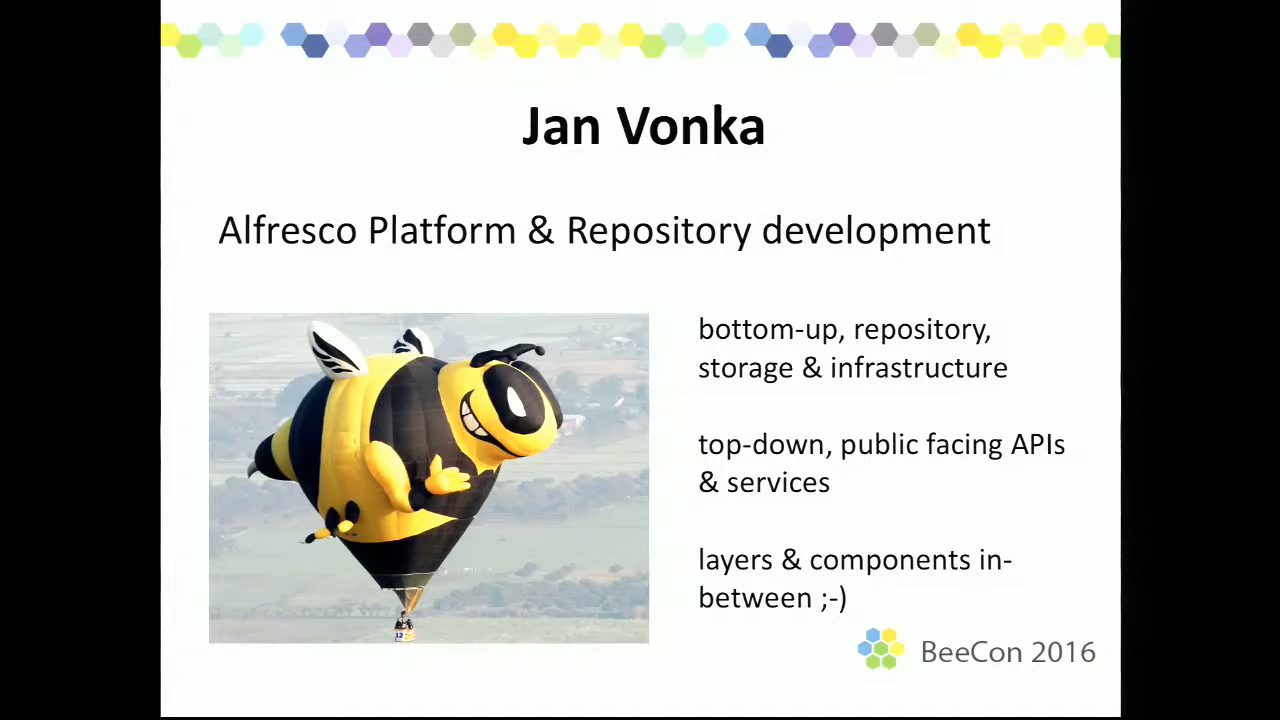 Jan Vonka
Alfresco Platform & Repository development
bottom-up, repository,
storage & infrastructure
top-down, public facing APIs
& services
layers & components in-
between ;-)
12
BeeCon 2016